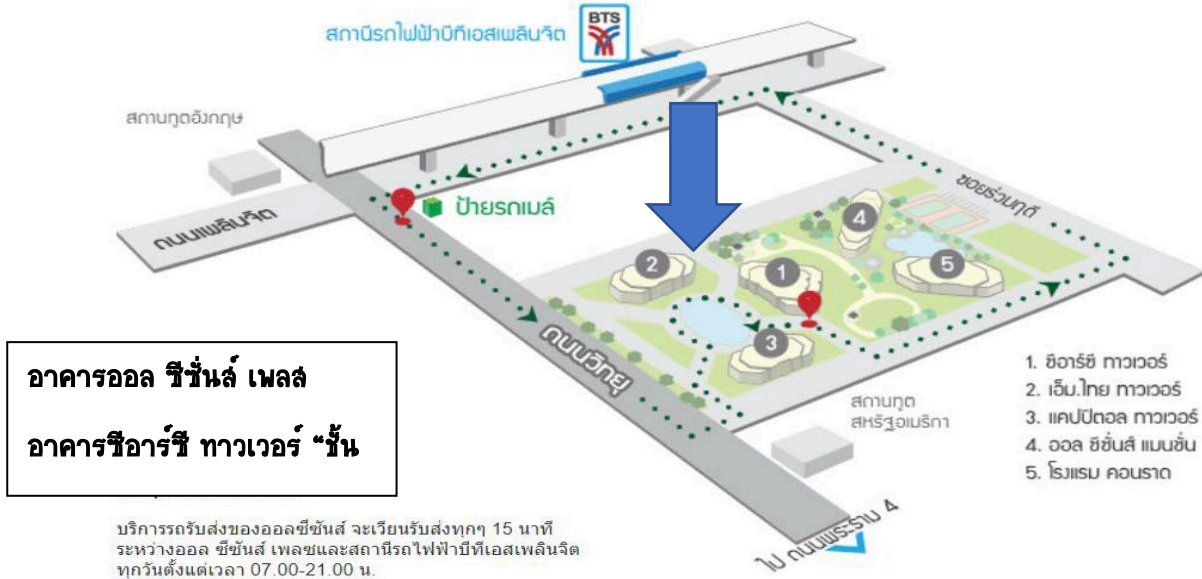 สถานีรถไฟฟ้าบีทีเอสเพลินจิต
BTS
สถานทูตอังกฤษ
ป้ายรถเมล์
ถนนเพลินจิต
ซอยร่วมฤดี
4
2
1
5
3
ถนนวิทยุ
อาคารออล ซีซั่นส์ เพลส
อาคารซีอาร์ซี ทาวเวอร์ “ชั้น
สถานทูต
สหรัฐอเมริกา
1. ซีอาร์ซี ทาวเวอร์
2. เอ็ม.ไทย ทาวเวอร์
3. แคปปิตอล ทาวเวอร์
4. ออล ซีซั่นส์ แมนชั่น
5. โรงแรม คอนราด
ไป ถนนพระราม 4
บริการรถรับส่งของออลซีซันส์ จะเวียนรับส่งทุกๆ 15 นาที
ระหว่างออล ซีซันส์ เพลซและสถานีรถไฟฟ้าบีทีเอสเพลินจิต
ทุกวันตั้งแต่เวลา 07.00-21.00 น.